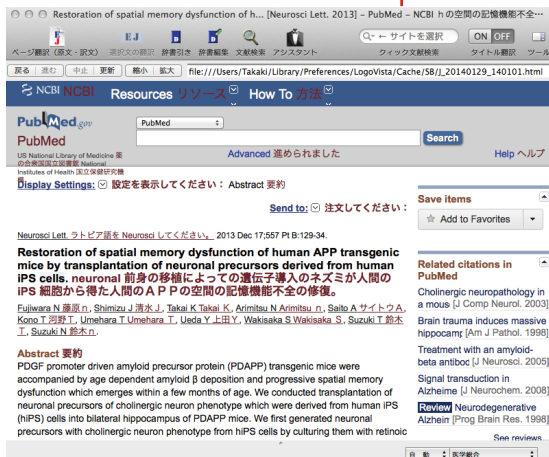 Restoration of spatial memory dysfunction of h... [Neurosci Lett. 2013] – PubMed – NCBI hの空間の記憶機能不全…
EJ
ページ翻訳（原文・訳文） 選択文の翻訳 辞書引き 辞書編集 文献検索 アシスタント
Q ← サイトを選択
クイック文献検索
ON OFF
タイトル翻訳 ツール
戻る 進む 中止 更新 縮小 拡大 file:///Users/Takaki/Library/Preferences/LogoVista/Cache/SB/J_20140129_140101.html
NCBI NCBI Resources リソース How To 方法
PubMed.gov
PubMed
PubMed
Search
US National Library of Medicine 薬の合衆国国立図書館 National Institutes of Health 国立保健研究機
Advanced 進められました
Help ヘルプ
Display Settings: 設定を表示してください： Abstract 要約
Send to: 注文してください：
Neurosci Lett. ラトビア語を Neurosci してください。 2013 Dec 17;557 Pt B:129-34.
Restoration of spatial memory dysfunction of human APP transgenic
mice by transplantation of neuronal precursors derived from human
iPS cells. neuronal 前身の移植によっての遺伝子導入のネズミが人間の
iPS 細胞から得た人間のＡＰＰの空間の記憶機能不全の修復。
Fujiwara N 藤原 n , Shimizu J 清水 J , Takai K Takai K , Arimitsu N Arimitsu n , Saito A サイトウ A ,
Kono T 河野 T , Umehara T Umehara T , Ueda Y 上田 Y , Wakisaka S Wakisaka S , Suzuki T 鈴木
T , Suzuki N 鈴木 n .
Abstract 要約
PDGF promoter driven amyloid precursor protein (PDAPP) transgenic mice were
accompanied by age dependent amyloid β deposition and progressive spatial memory
dysfunction which emerges within a few months of age. We conducted transplantation of
neuronal precursors of cholinergic neuron phenotype which were derived from human iPS
(hiPS) cells into bilateral hippocampus of PDAPP mice. We first generated neuronal
precursors with cholinergic neuron phenotype from hiPS cells by culturing them with retinoic
Save items
Add to Favorites
Related citations in
PubMed
Cholinergic neuropathology in
a mous [J Comp Neurol. 2003]
Brain trauma induces massive
hippocamp [Am J Pathol. 1998]
Treatment with an amyloid-
beta antiboc [J Neurosci. 2005]
Signal transduction in
Alzheime [J Neurochem. 2008]
Review Neurodegenerative
Alzheim [Prog Brain Res. 1998]
See reviews
自動 医学総合